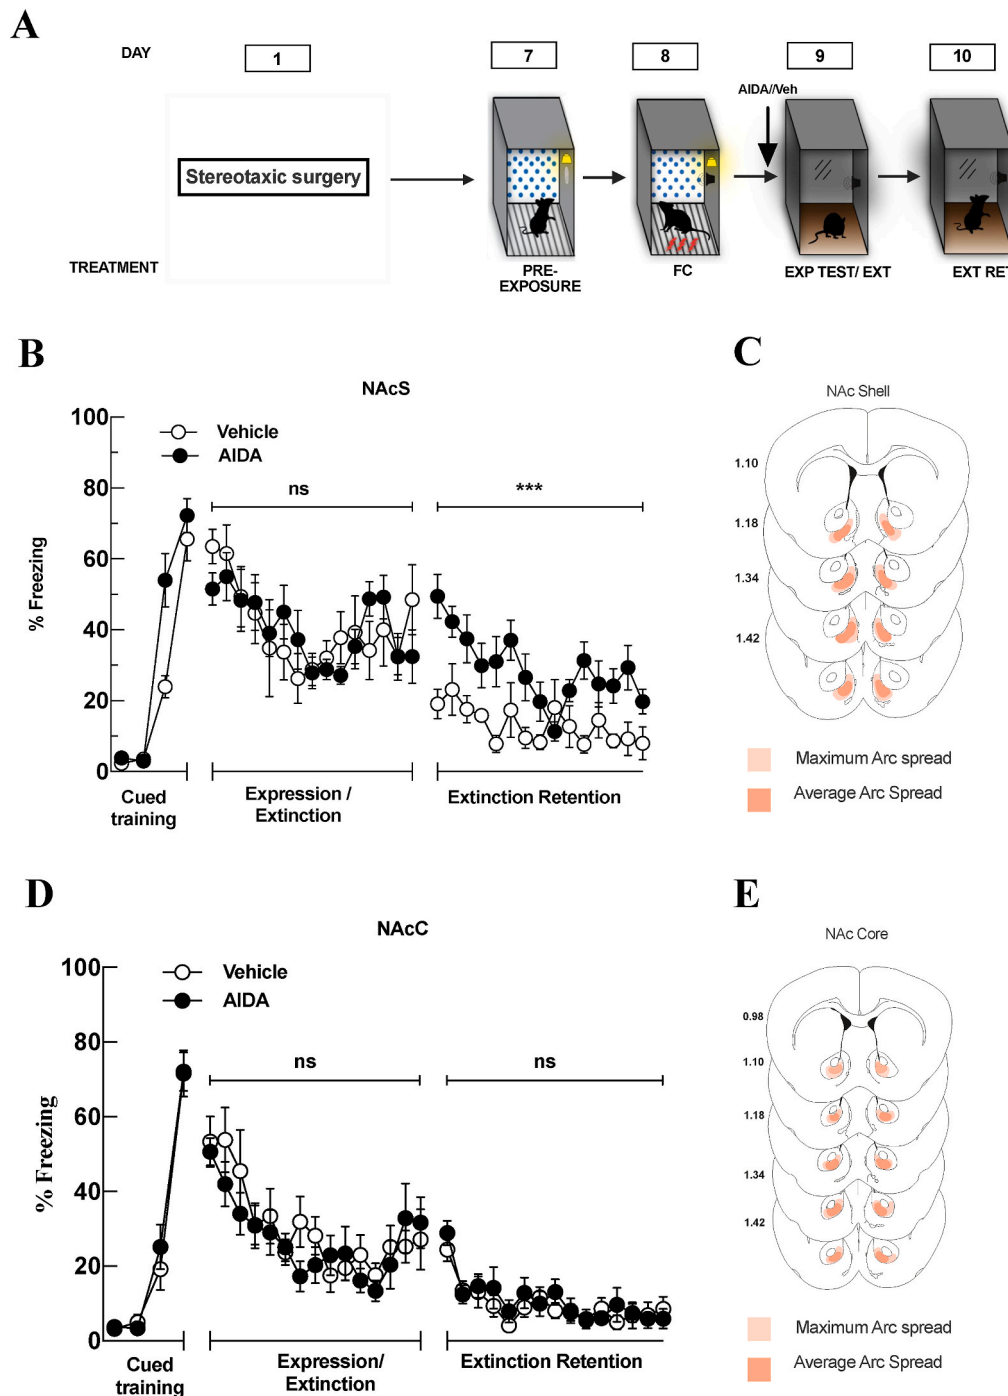 A
DAY
1
7
8
9
10
AIDA//Veh
Stereotaxic surgery
TREATMENT
PRE-
EXPOSURE
FC
EXP TEST/ EXT
EXT RET
B
NAcS
100
80
60
40
20
0
% Freezing
Vehicle
AIDA
ns
***
Cued
training
Expression /
Extinction
Extinction Retention
C
NAc Shell
1.10
1.18
1.34
1.42
Maximum Arc spread
Average Arc Spread
D
NAcC
100
80
60
40
20
0
% Freezing
Vehicle
AIDA
ns
ns
Cued
training
Expression/
Extinction
Extinction Retention
E
NAc Core
0.98
1.10
1.18
1.34
1.42
Maximum Arc spread
Average Arc Spread